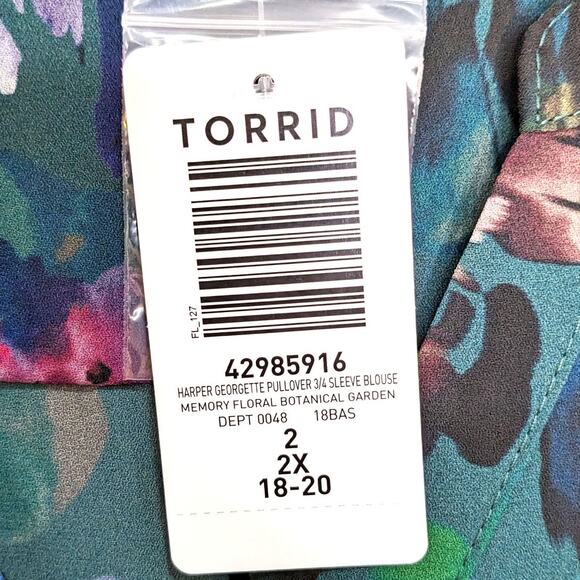 TORRID
FL_127
42985916
HARPER GEORGETTE PULLOVER 3/4 SLEEVE BLOUSE
MEMORY FLORAL BOTANICAL GARDEN
DEPT 0048 18BAS
2
2X
18-20